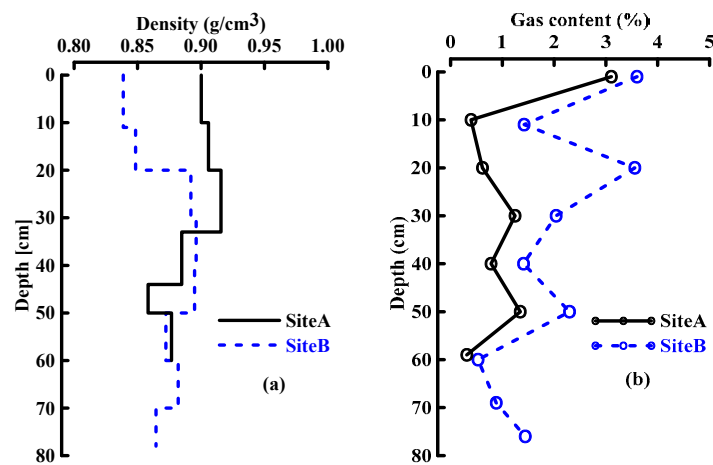 Density (g/cm3)
0.80 0.85 0.90 0.95 1.00
0
10
20
30
40
50
60
70
80
Depth [cm]
SiteA
SiteB
(a)
Gas content (%)
0 1 2 3 4 5
0
10
20
30
40
50
60
70
80
Depth (cm)
SiteA
SiteB
(b)